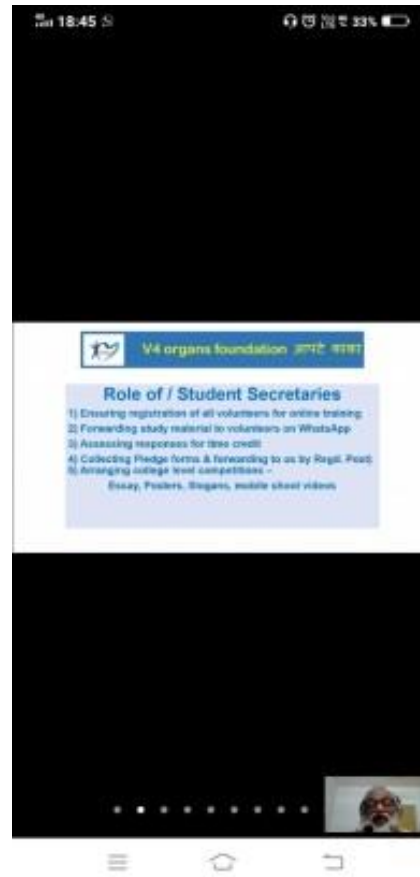 18:45
33%
V4 organs foundation आपटे काका
Role of / Student Secretaries
1) Ensuring registration of all volunteers for online training
2) Forwarding study material to volunteers on WhatsApp
3) Assessing responses for time credit
4) Collecting Pledge forms & forwarding to us by Regd. Post
5) Arranging college level competitions –
Essay, Posters, Slogans, mobile shoot videos